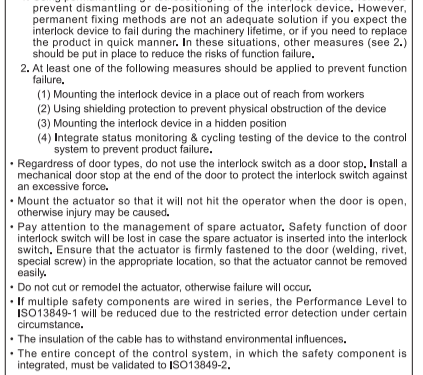 prevent dismantling or de-positioning of the interlock device. However,
permanent fixing methods are not an adequate solution if you expect the
interlock device to fail during the machinery lifetime, or if you need to replace
the product in quick manner. In these situations, other measures (see 2.)
should be put in place to reduce the risks of function failure.
2. At least one of the following measures should be applied to prevent function
failure.
(1) Mounting the interlock device in a place out of reach from workers
(2) Using shielding protection to prevent physical obstruction of the device
(3) Mounting the interlock device in a hidden position
(4) Integrate status monitoring & cycling testing of the device to the control
system to prevent product failure.
• Regardress of door types, do not use the interlock switch as a door stop. Install a
mechanical door stop at the end of the door to protect the interlock switch against
an excessive force.
• Mount the actuator so that it will not hit the operator when the door is open,
otherwise injury may be caused.
• Pay attention to the management of spare actuator. Safety function of door
interlock switch will be lost in case the spare actuator is inserted into the interlock
switch. Ensure that the actuator is firmly fastened to the door (welding, rivet,
special screw) in the appropriate location, so that the actuator cannot be removed
easily.
• Do not cut or remodel the actuator, otherwise failure will occur.
• If multiple safety components are wired in series, the Performance Level to
ISO13849-1 will be reduced due to the restricted error detection under certain
circumstance.
• The insulation of the cable has to withstand environmental influences.
• The entire concept of the control system, in which the safety component is
integrated, must be validated to ISO13849-2.